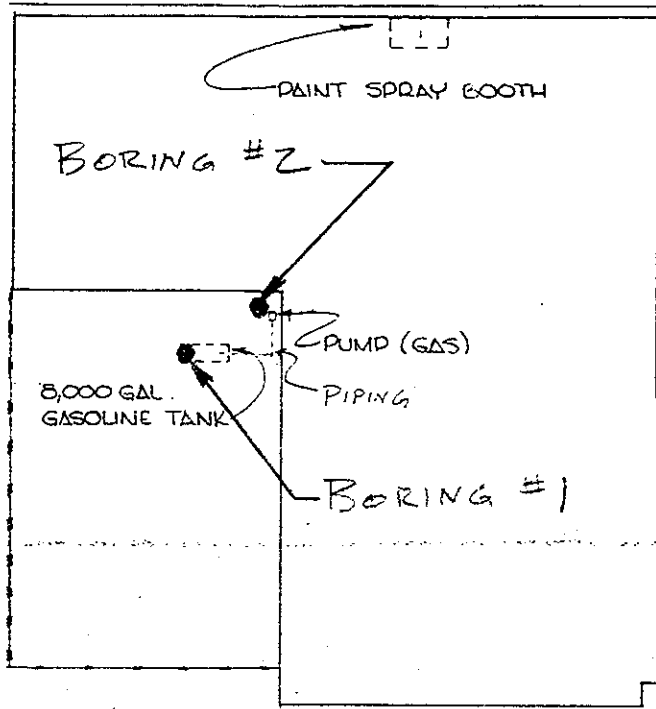 PAINT SPRAY BOOTH
BORING #2
PUMP (GAS)
8,000 GAL.
GASOLINE TANK
PIPING
BORING #1